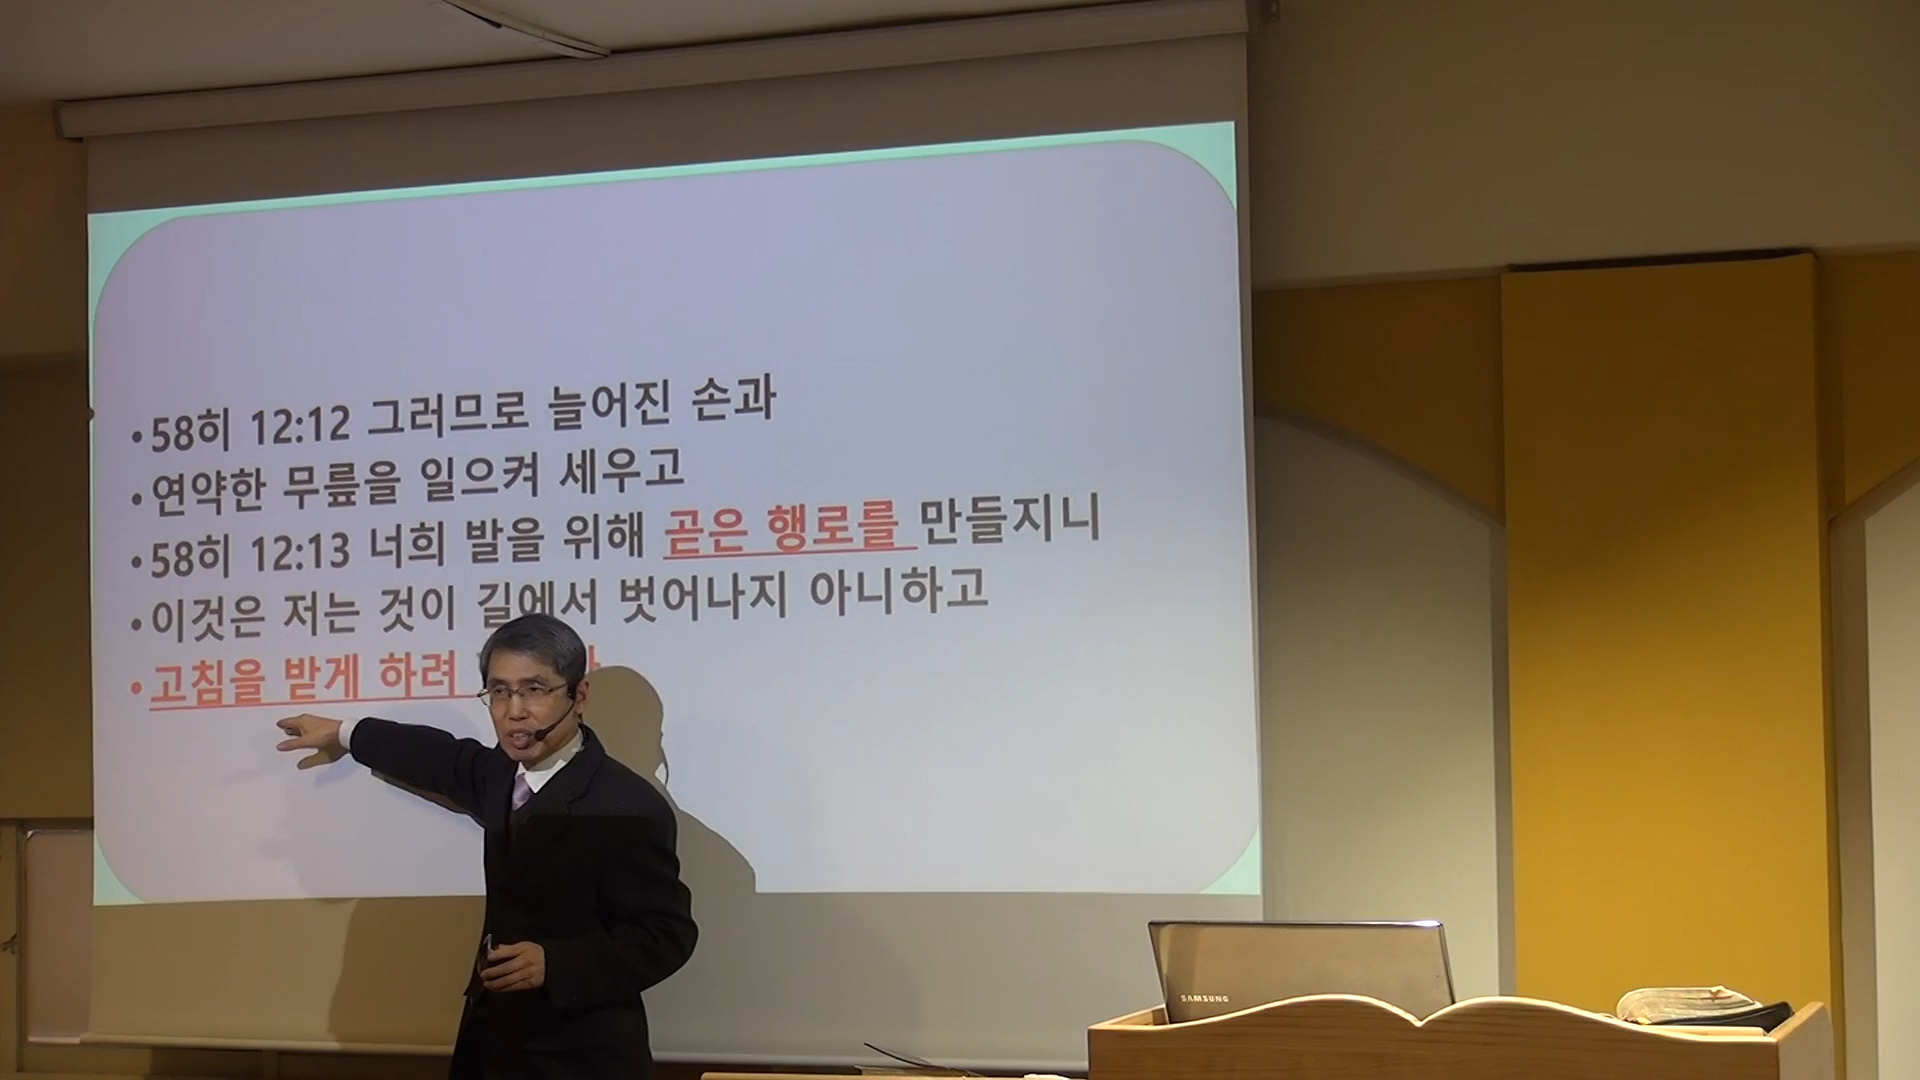 •58히 12:12 그러므로 늘어진 손과
•연약한 무릎을 일으켜 세우고
•58히 12:13 너희 발을 위해 곧은 행로를 만들지니
•이것은 저는 것이 길에서 벗어나지 아니하고
•고침을 받게 하려
SAMSUNG